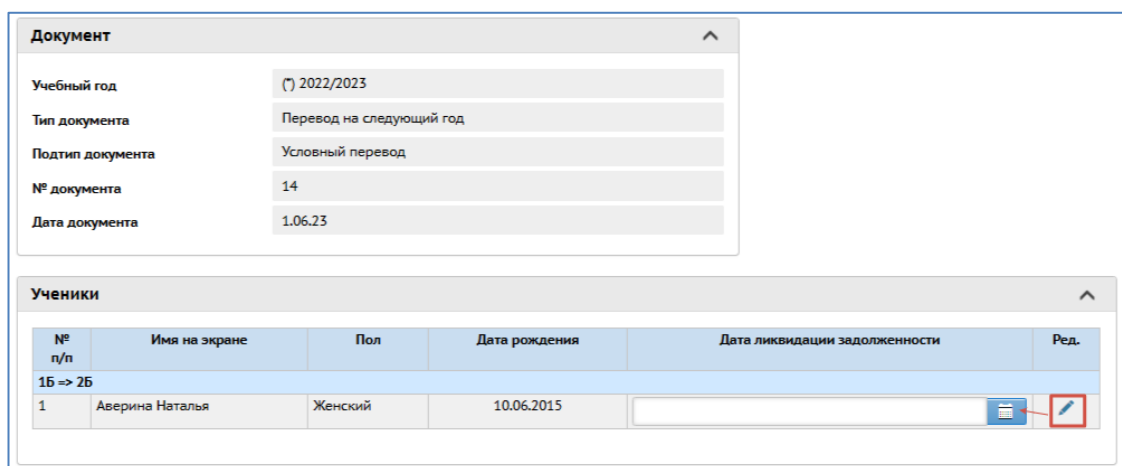 Документ
Учебный год (*) 2022/2023
Тип документа Перевод на следующий год
Подтип документа Условный перевод
№ документа 14
Дата документа 1.06.23
Ученики
№ п/п Имя на экране Пол Дата рождения Дата ликвидации задолженности Ред.
1Б => 2Б
1 Аверина Наталья Женский 10.06.2015